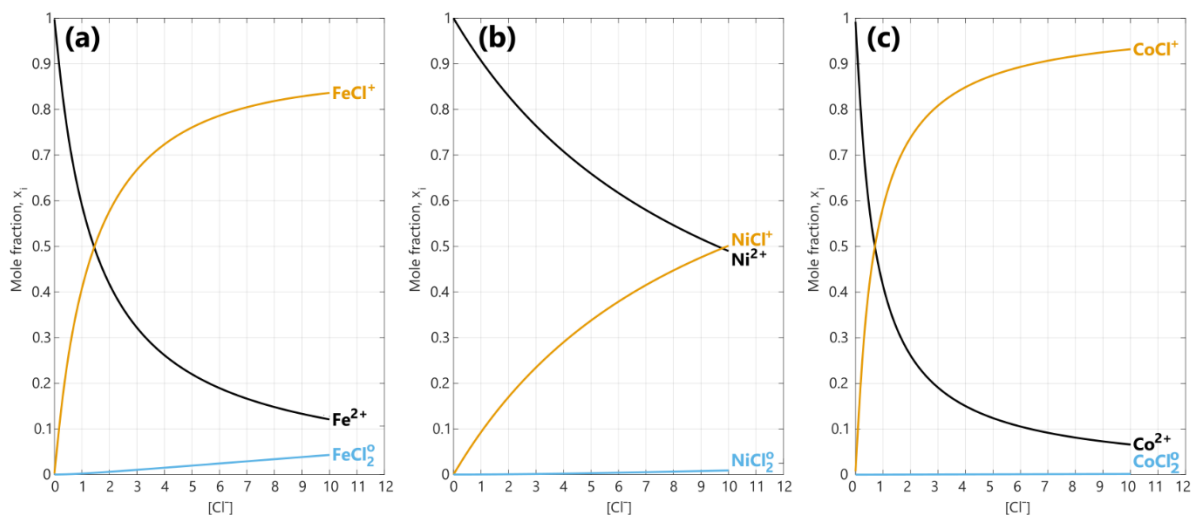 (a)
Mole fraction, xᵢ
1
0.9
0.8
0.7
0.6
0.5
0.4
0.3
0.2
0.1
0
FeCl⁺
Fe²⁺
FeCl₂⁰
0 1 2 3 4 5 6 7 8 9 10 11 12
[Cl⁻]
(b)
Mole fraction, xᵢ
1
0.9
0.8
0.7
0.6
0.5
0.4
0.3
0.2
0.1
0
NiCl⁺
Ni²⁺
NiCl₂⁰
0 1 2 3 4 5 6 7 8 9 10 11 12
[Cl⁻]
(c)
Mole fraction, xᵢ
1
0.9
0.8
0.7
0.6
0.5
0.4
0.3
0.2
0.1
0
CoCl⁺
Co²⁺
CoCl₂⁰
0 1 2 3 4 5 6 7 8 9 10 11 12
[Cl⁻]